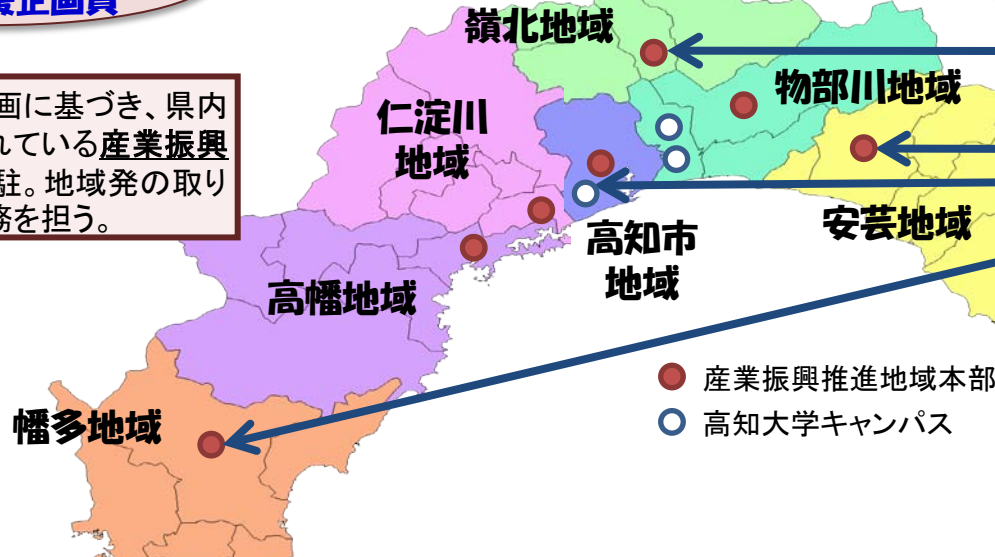 援企画員
画に基づき、県内
れている産業振興
駐。地域発の取り
務を担う。
嶺北地域
物部川地域
仁淀川
地域
高知市
地域
安芸地域
高幡地域
幡多地域
産業振興推進地域本部
高知大学キャンパス